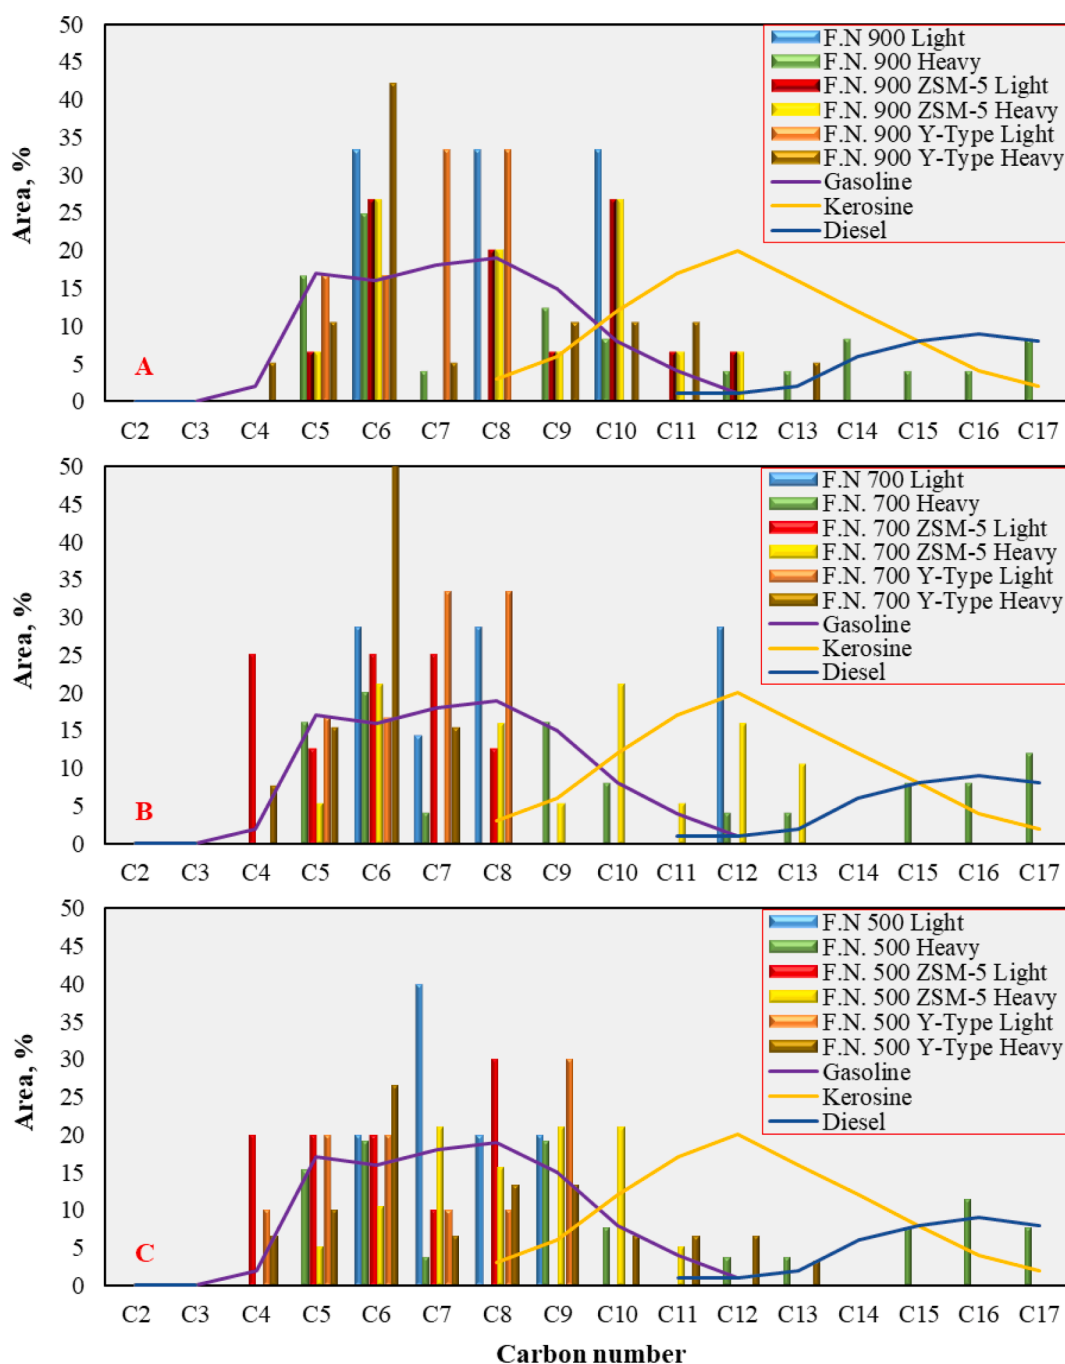 50
45
40
35
30
25
20
15
10
5
0
Area, %
A
F.N 900 Light
F.N. 900 Heavy
F.N. 900 ZSM-5 Light
F.N. 900 ZSM-5 Heavy
F.N. 900 Y-Type Light
F.N. 900 Y-Type Heavy
Gasoline
Kerosine
Diesel
C2 C3 C4 C5 C6 C7 C8 C9 C10 C11 C12 C13 C14 C15 C16 C17
50
45
40
35
30
25
20
15
10
5
0
Area, %
B
F.N 700 Light
F.N. 700 Heavy
F.N. 700 ZSM-5 Light
F.N. 700 ZSM-5 Heavy
F.N. 700 Y-Type Light
F.N. 700 Y-Type Heavy
Gasoline
Kerosine
Diesel
C2 C3 C4 C5 C6 C7 C8 C9 C10 C11 C12 C13 C14 C15 C16 C17
50
45
40
35
30
25
20
15
10
5
0
Area, %
C
F.N 500 Light
F.N. 500 Heavy
F.N. 500 ZSM-5 Light
F.N. 500 ZSM-5 Heavy
F.N. 500 Y-Type Light
F.N. 500 Y-Type Heavy
Gasoline
Kerosine
Diesel
C2 C3 C4 C5 C6 C7 C8 C9 C10 C11 C12 C13 C14 C15 C16 C17
Carbon number